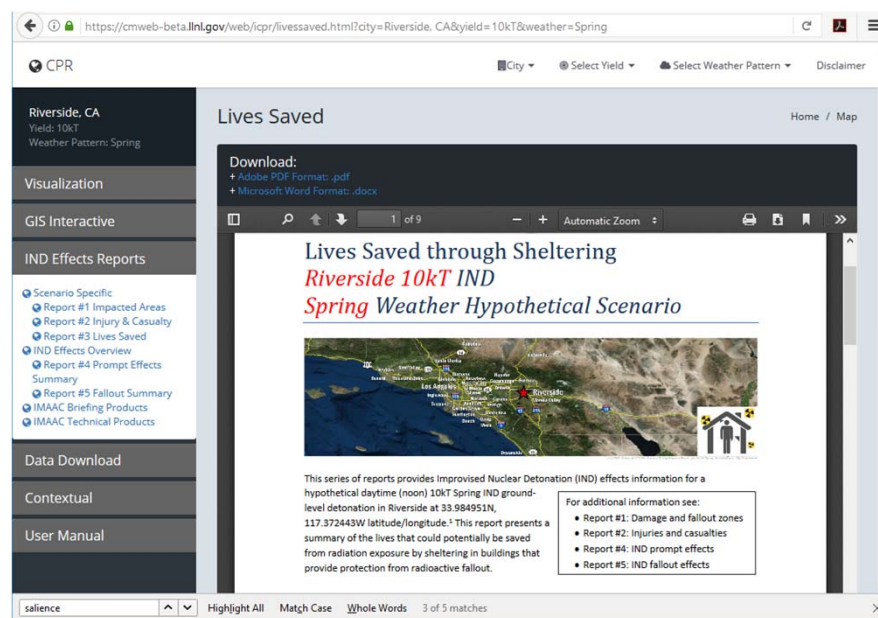 https://cmweb-beta.llnl.gov/web/icpr/livessaved.html?city=Riverside, CA&yield=10kT&weather=Spring
CPR
City
Select Yield
Select Weather Pattern
Disclaimer
Riverside, CA
Yield: 10kT
Weather Pattern: Spring
Visualization
GIS Interactive
IND Effects Reports
Scenario Specific
Report #1 Impacted Areas
Report #2 Injury & Casualty
Report #3 Lives Saved
IND Effects Overview
Report #4 Prompt Effects
Summary
Report #5 Fallout Summary
IMAAC Briefing Products
IMAAC Technical Products
Data Download
Contextual
User Manual
Lives Saved
Home / Map
Download:
+ Adobe PDF Format: .pdf
+ Microsoft Word Format: .docx
1 of 9
Automatic Zoom
Lives Saved through Sheltering
Riverside 10kT IND
Spring Weather Hypothetical Scenario
Los Angeles
Riverside
This series of reports provides Improvised Nuclear Detonation (IND) effects information for a
hypothetical daytime (noon) 10kT Spring IND ground-
level detonation in Riverside at 33.984951N,
117.372443W latitude/longitude.¹ This report presents a
summary of the lives that could potentially be saved
from radiation exposure by sheltering in buildings that
provide protection from radioactive fallout.
For additional information see:
• Report #1: Damage and fallout zones
• Report #2: Injuries and casualties
• Report #4: IND prompt effects
• Report #5: IND fallout effects
salience
Highlight All
Match Case
Whole Words
3 of 5 matches